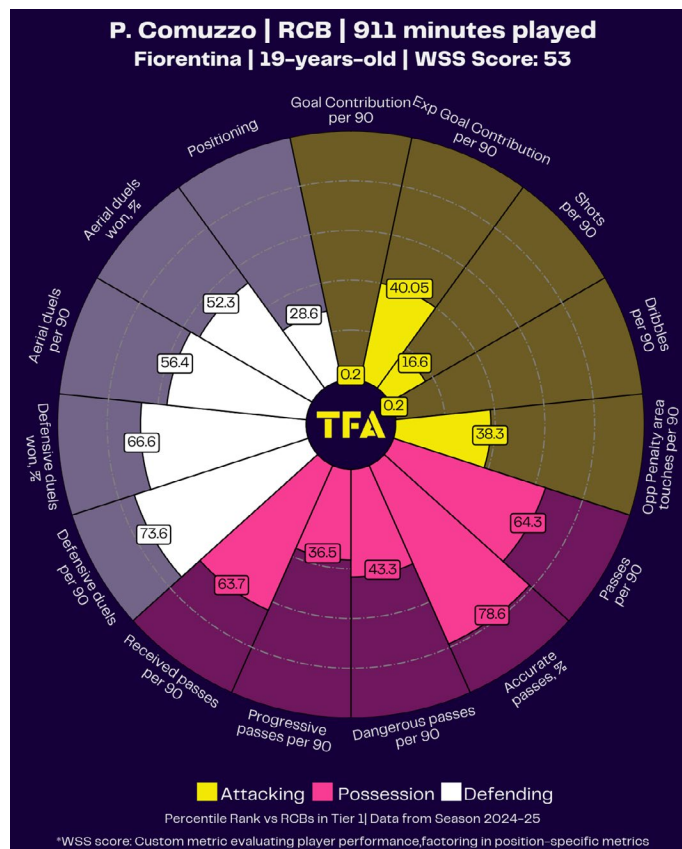 P. Comuzzo | RCB | 911 minutes played
Fiorentina | 19-years-old | WSS Score: 53
Goal Contribution
per 90
Exp Goal Contribution
per 90
Shots
per 90
Dribbles
per 90
Opp Penalty area
touches per 90
Passes
per 90
Accurate
passes, %
Dangerous passes
per 90
Progressive
passes per 90
Received passes
per 90
Defensive duels
per 90
Defensive duels
won, %
Aerial duels
per 90
Aerial duels
won, %
Positioning
0.2
40.05
16.6
0.2
38.3
64.3
78.6
43.3
36.5
63.7
73.6
66.6
56.4
52.3
28.6
TFA
Attacking Possession Defending
Percentile Rank vs RCBs in Tier 1| Data from Season 2024-25
*WSS score: Custom metric evaluating player performance,factoring in position-specific metrics